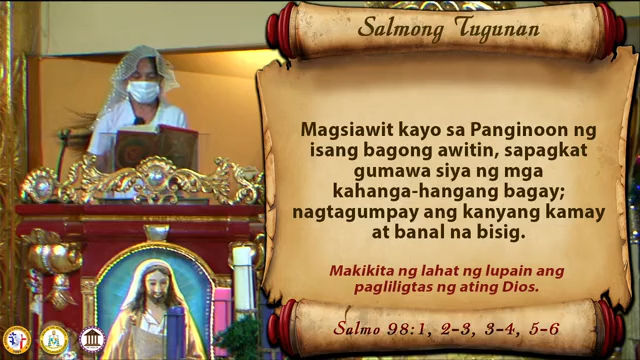 Salmong Tugunan
Magsiawit kayo sa Panginoon ng
isang bagong awitin, sapagkat
gumawa siya ng mga
kahanga-hangang bagay;
nagtagumpay ang kanyang kamay
at banal na bisig.
Makikita ng lahat ng lupain ang
pagliligtas ng ating Dios.
Salmo 98:1, 2-3, 3-4, 5-6